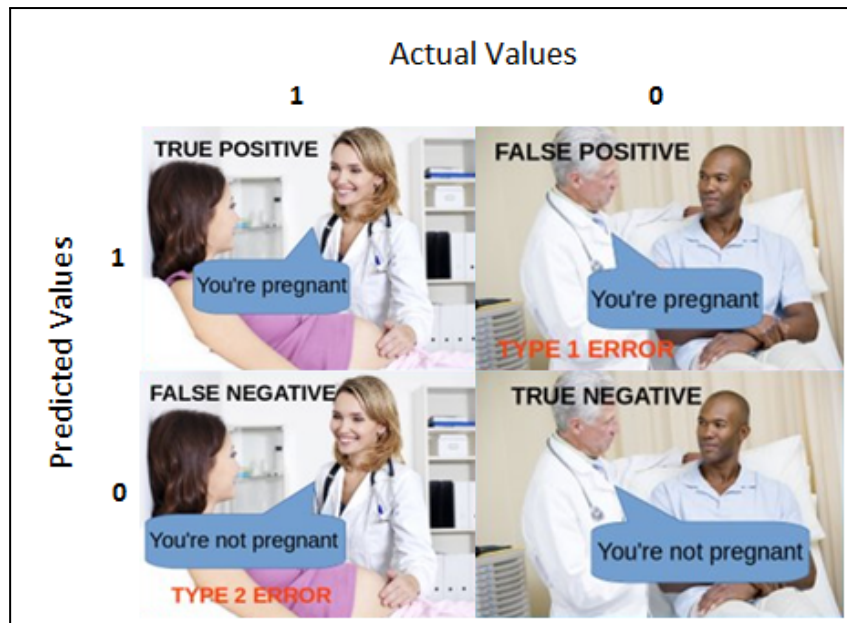 Actual Values
1 0
Predicted Values
1
TRUE POSITIVE
You're pregnant
FALSE POSITIVE
You're pregnant
TYPE 1 ERROR
0
FALSE NEGATIVE
You're not pregnant
TYPE 2 ERROR
TRUE NEGATIVE
You're not pregnant